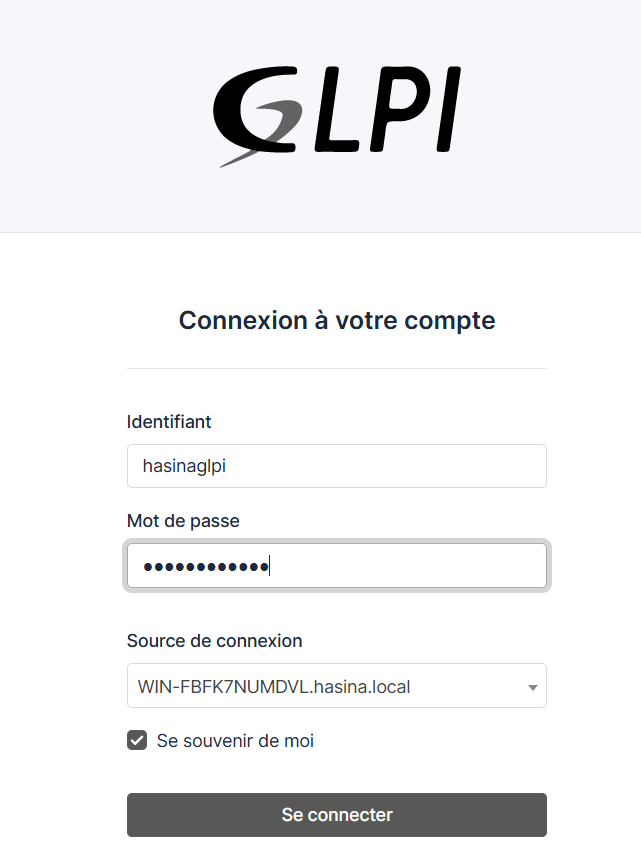 GLPI
Connexion à votre compte
Identifiant
hasinaglpi
Mot de passe
••••••••••••
Source de connexion
WIN-FBFK7NUMDVL.hasina.local
Se souvenir de moi
Se connecter